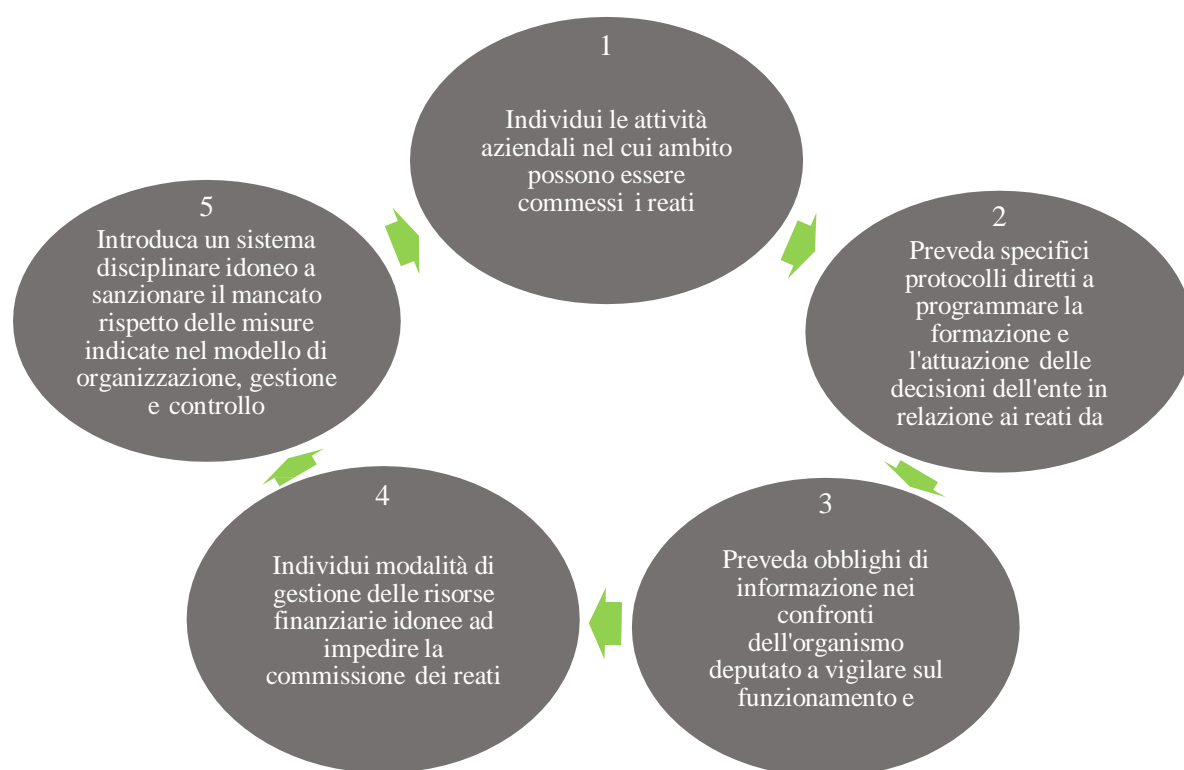 1
Individui le attività
aziendali nel cui ambito
possono essere
commessi i reati
2
Preveda specifici
protocolli diretti a
programmare la
formazione e
l'attuazione delle
decisioni dell'ente in
relazione ai reati da
3
Preveda obblighi di
informazione nei
confronti
dell'organismo
deputato a vigilare sul
funzionamento e
4
Individui modalità di
gestione delle risorse
finanziarie idonee ad
impedire la
commissione dei reati
5
Introduca un sistema
disciplinare idoneo a
sanzionare il mancato
rispetto delle misure
indicate nel modello di
organizzazione, gestione
e controllo